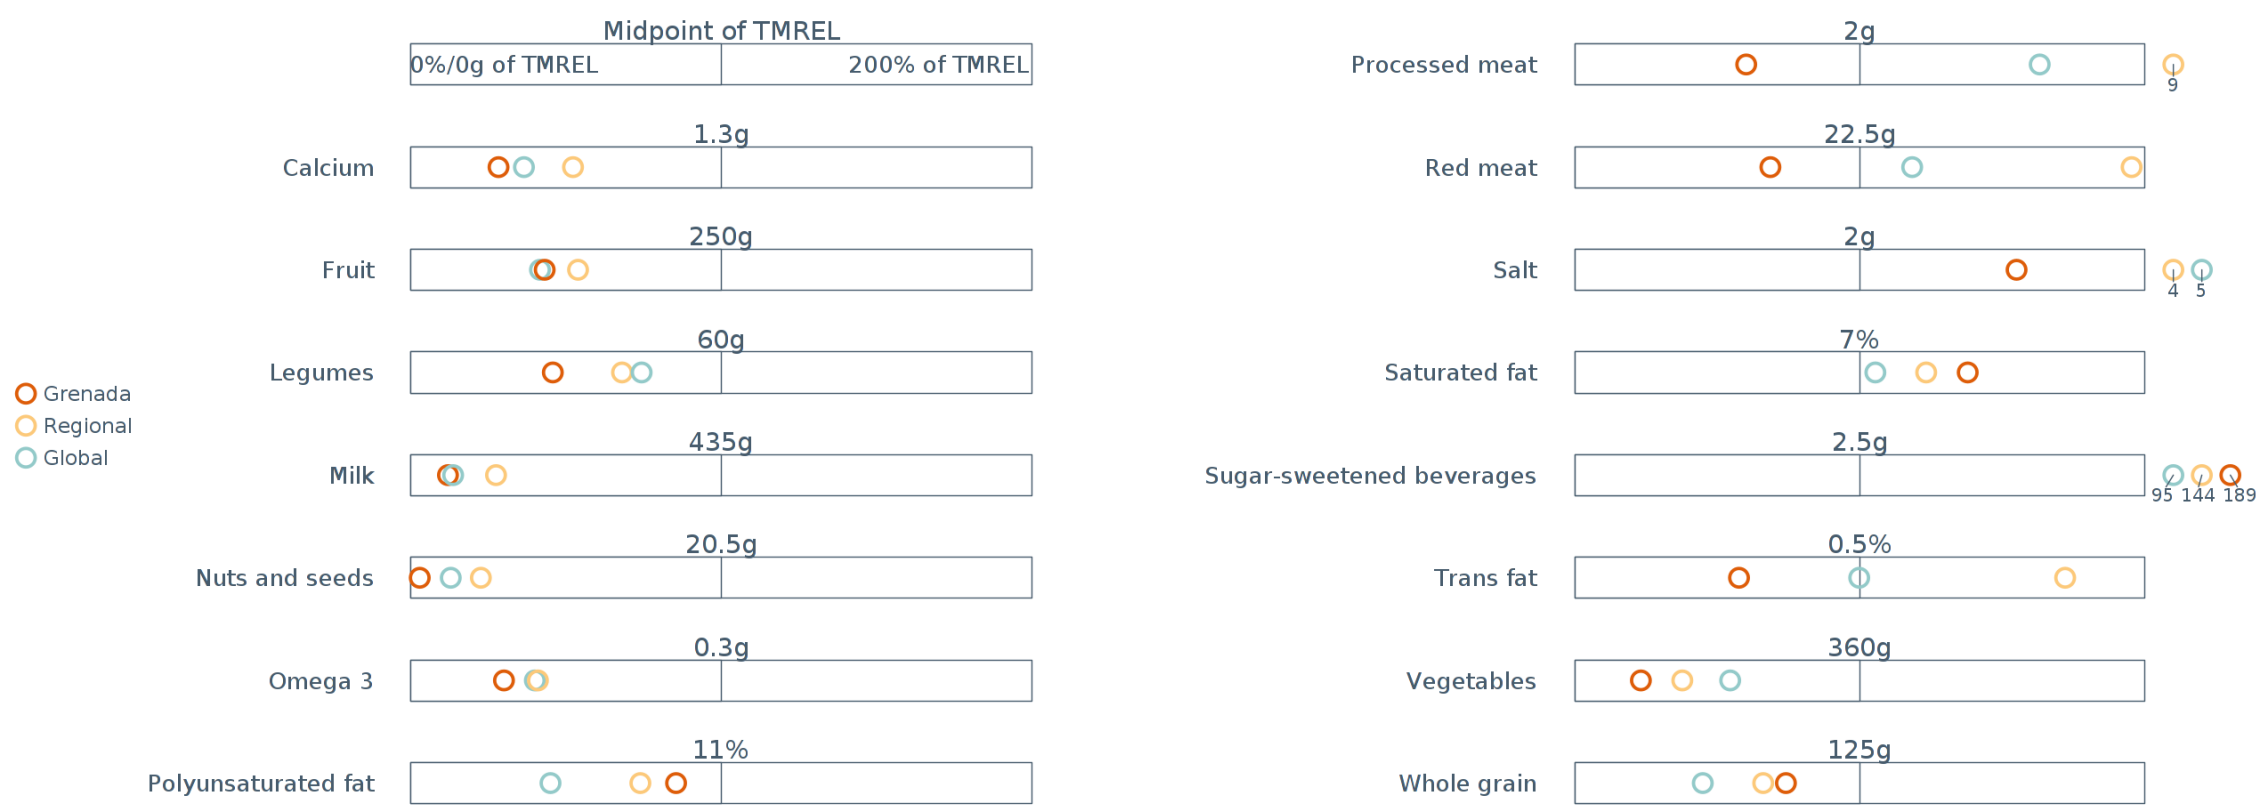 Midpoint of TMREL
0%/0g of TMREL 200% of TMREL
1.3g
Calcium
250g
Fruit
60g
Legumes
435g
Milk
20.5g
Nuts and seeds
0.3g
Omega 3
11%
Polyunsaturated fat
Grenada
Regional
Global
2g
Processed meat
9
22.5g
Red meat
2g
Salt
4 5
7%
Saturated fat
2.5g
Sugar-sweetened beverages
95 144 189
0.5%
Trans fat
360g
Vegetables
125g
Whole grain